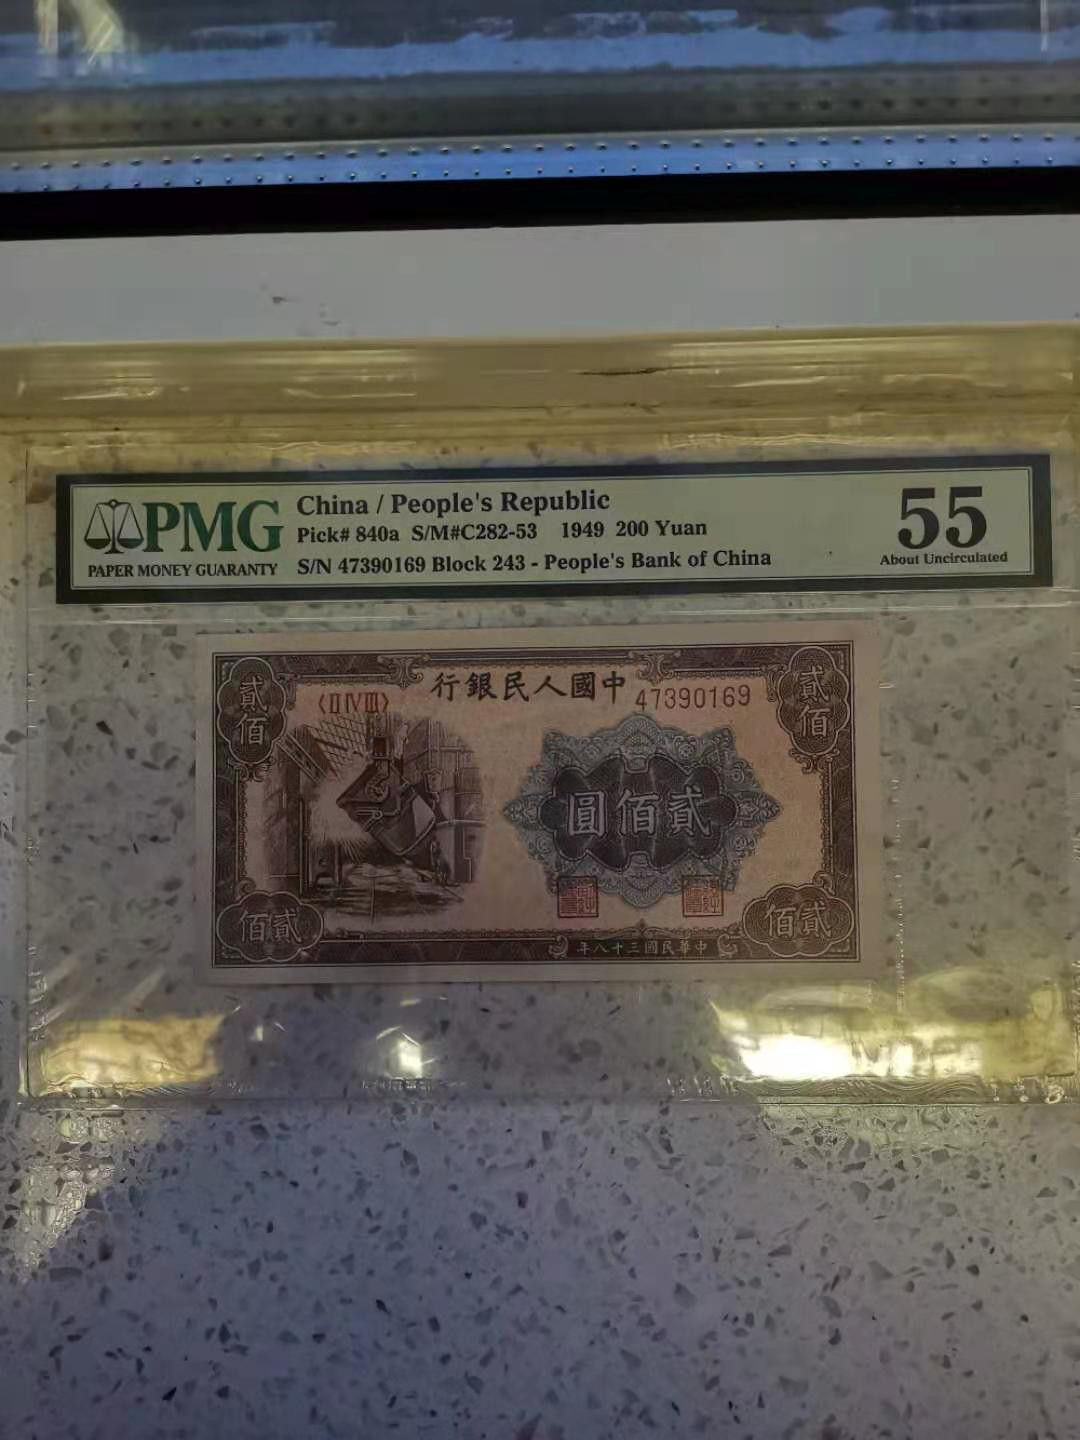 PMG
PAPER MONEY GUARANTY
China / People's Republic
Pick# 840a S/M#C282-53 1949 200 Yuan
S/N 47390169 Block 243 - People's Bank of China
55
About Uncirculated
貳佰
行銀民人國中
貳佰
〈II IV III〉
47390169
圓佰貳
佰貳
年八十三國民華中
佰貳